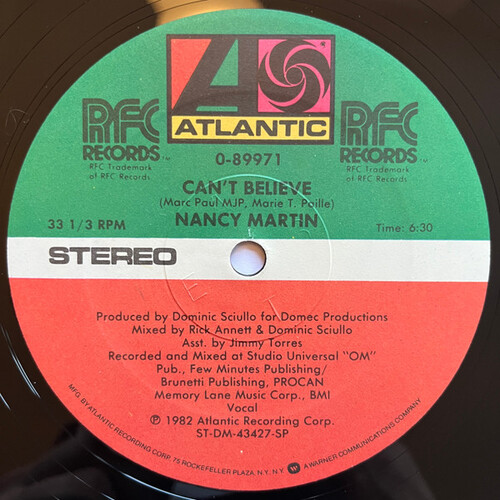 A
ATLANTIC
RFC
RECORDS™
RFC Trademark
of RFC Records.
RFC
RECORDS™
RFC Trademark
of RFC Records.
0-89971
CAN'T BELIEVE
(Marc Paul MJP, Marie T. Poille)
NANCY MARTIN
33 1/3 RPM
Time: 6:30
STEREO
Produced by Dominic Sciullo for Domec Productions
Mixed by Rick Annett & Dominic Sciullo
Asst. by Jimmy Torres
Recorded and Mixed at Studio Universal "OM"
Pub., Few Minutes Publishing/
Brunetti Publishing, PROCAN
Memory Lane Music Corp., BMI
Vocal
℗ 1982 Atlantic Recording Corp.
ST-DM-43427-SP
MFG. BY ATLANTIC RECORDING CORP., 75 ROCKEFELLER PLAZA, N.Y., N.Y. A WARNER COMMUNICATIONS COMPANY